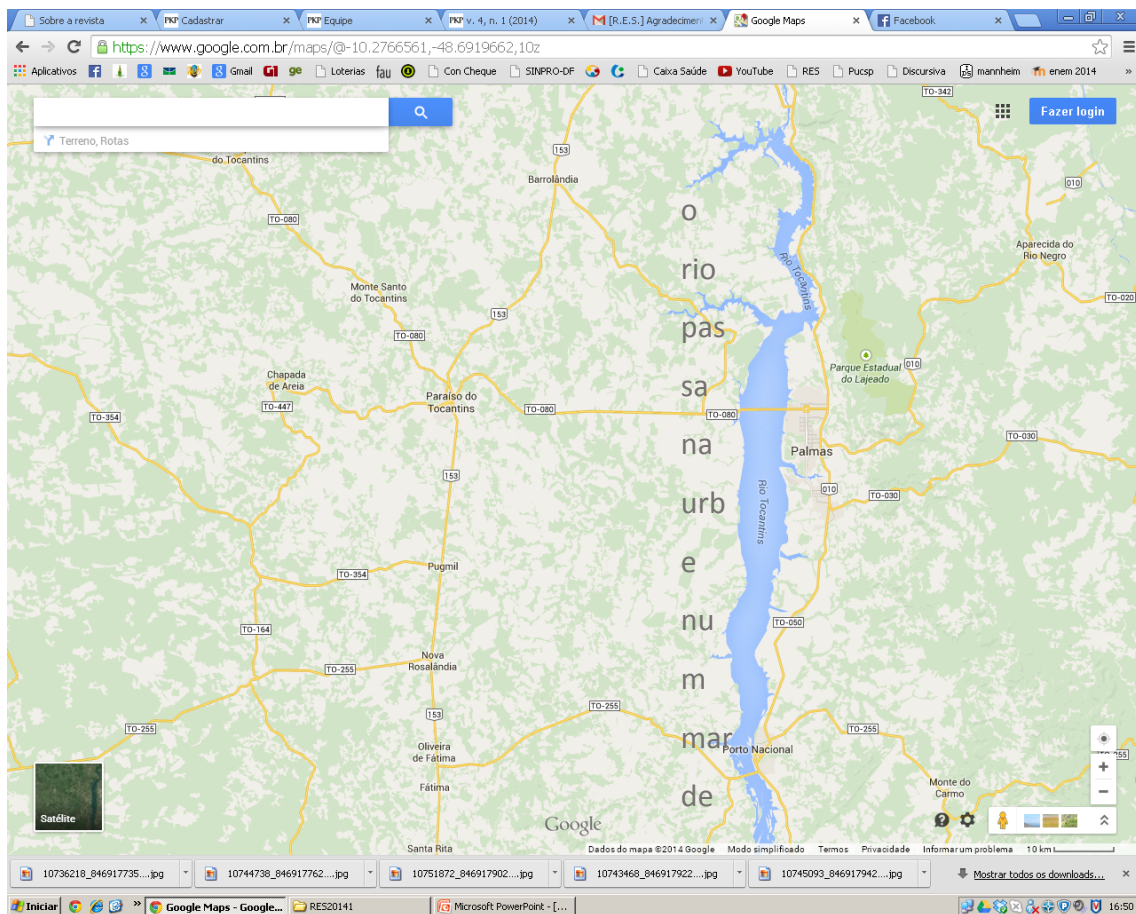 Sobre a revista
PKP Cadastrar
PKP Equipe
PKP v. 4, n. 1 (2014)
[R.E.S.] Agradeciment
Google Maps
Facebook
https://www.google.com.br/maps/@-10.2766561,-48.6919662,10z
Aplicativos
Gmail
G1
ge
Loterias
fau
Con Cheque
SINPRO-DF
Caixa Saúde
YouTube
RES
Pucsp
Discursiva
mannheim
enem 2014
»
Terreno, Rotas
Fazer login
TO-342
do Tocantins
153
Barrolândia
010
o
TO-080
Aparecida do
Rio Negro
rio
Rio Tocantins
Monte Santo
do Tocantins
TO-020
153
pas
TO-080
Parque Estadual
do Lajeado
010
Chapada
de Areia
sa
Paraíso do
Tocantins
TO-447
TO-354
TO-080
TO-080
na
Palmas
TO-030
153
010
TO-030
urb
Rio Tocantins
e
Pugmil
TO-354
nu
TO-050
TO-164
Nova
Rosalândia
TO-255
m
153
TO-255
TO-255
mar
Porto Nacional
Oliveira
de Fátima
Fátima
Monte do
Carmo
de
Satélite
Google
Santa Rita
Dados do mapa ©2014 Google
Modo simplificado
Termos
Privacidade
Informar um problema
10 km
10736218_846917735....jpg
10744738_846917762....jpg
10751872_846917902....jpg
10743468_846917922....jpg
10745093_846917942....jpg
Mostrar todos os downloads...
Iniciar
»
Google Maps - Google...
RES20141
Microsoft PowerPoint - [...
16:50